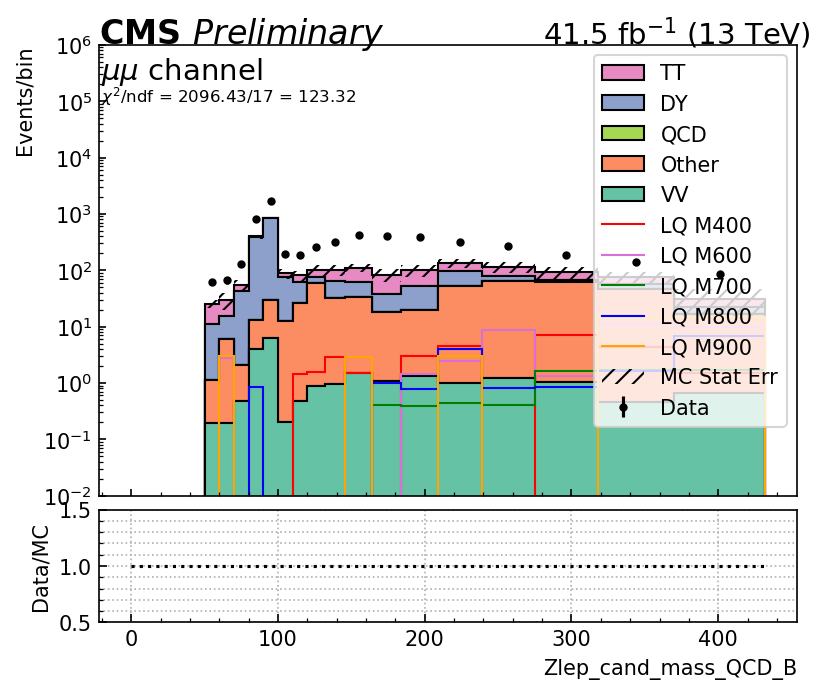 CMS Preliminary 41.5 fb⁻¹ (13 TeV)
μμ channel
χ²/ndf = 2096.43/17 = 123.32
Events/bin
10⁶
10⁵
10⁴
10³
10²
10¹
10⁰
10⁻¹
10⁻²
TT
DY
QCD
Other
VV
LQ M400
LQ M600
LQ M700
LQ M800
LQ M900
MC Stat Err
Data
Data/MC
1.5
1.0
0.5
0 100 200 300 400
Zlep_cand_mass_QCD_B